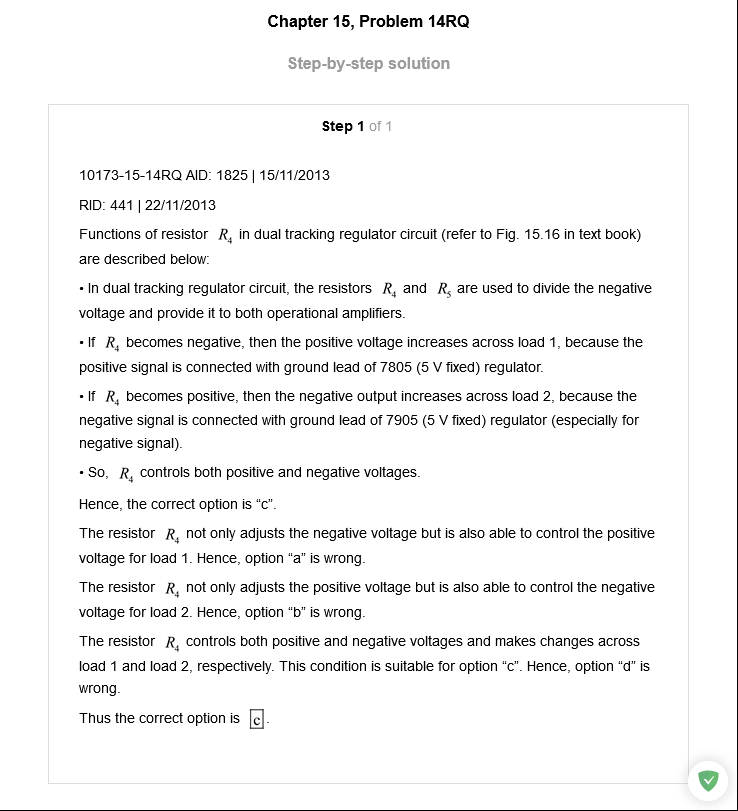 Chapter 15, Problem 14RQ
Step-by-step solution
Step 1 of 1
10173-15-14RQ AID: 1825 | 15/11/2013
RID: 441 | 22/11/2013
Functions of resistor R₄ in dual tracking regulator circuit (refer to Fig. 15.16 in text book)
are described below:
• In dual tracking regulator circuit, the resistors R₄ and R₅ are used to divide the negative
voltage and provide it to both operational amplifiers.
• If R₄ becomes negative, then the positive voltage increases across load 1, because the
positive signal is connected with ground lead of 7805 (5 V fixed) regulator.
• If R₄ becomes positive, then the negative output increases across load 2, because the
negative signal is connected with ground lead of 7905 (5 V fixed) regulator (especially for
negative signal).
• So, R₄ controls both positive and negative voltages.
Hence, the correct option is “c”.
The resistor R₄ not only adjusts the negative voltage but is also able to control the positive
voltage for load 1. Hence, option “a” is wrong.
The resistor R₄ not only adjusts the positive voltage but is also able to control the negative
voltage for load 2. Hence, option “b” is wrong.
The resistor R₄ controls both positive and negative voltages and makes changes across
load 1 and load 2, respectively. This condition is suitable for option “c”. Hence, option “d” is
wrong.
Thus the correct option is c.